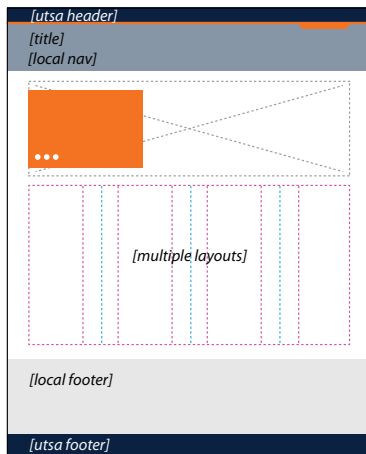 [utsa header]
[title]
[local nav]
[multiple layouts]
[local footer]
[utsa footer]